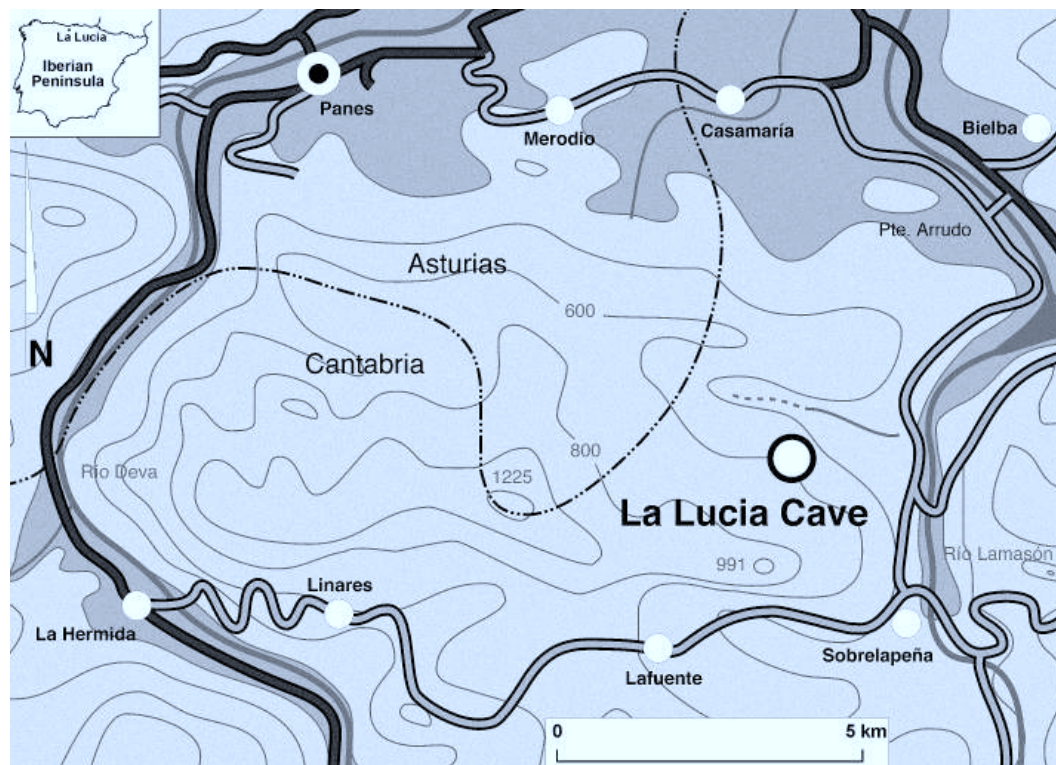 La Lucia
Iberian
Peninsula
Panes
Merodio
Casamaría
Bielba
Pte. Arrudo
Asturias
600
N
Cantabria
Río Deva
1225
800
La Lucia Cave
991
Río Lamasón
Linares
La Hermida
Lafuente
Sobrelapeña
0 5 km